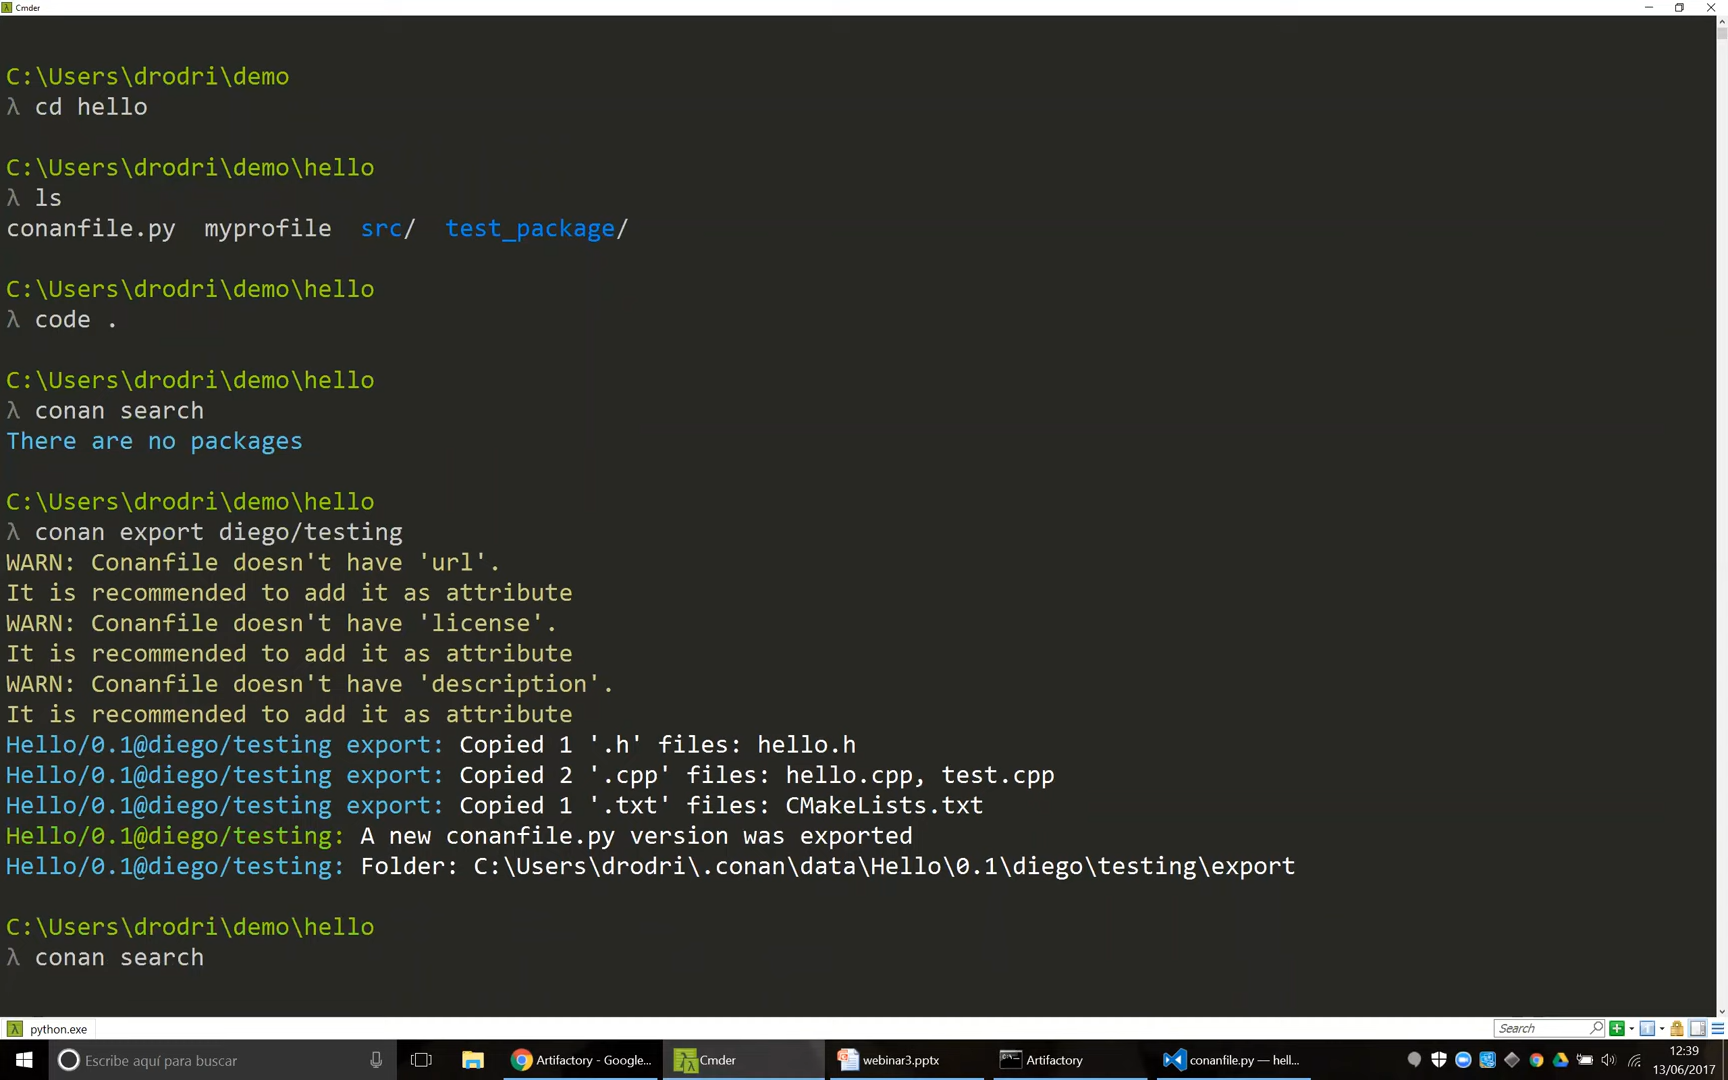 Cmder
C:\Users\drodri\demo
λ cd hello
C:\Users\drodri\demo\hello
λ ls
conanfile.py  myprofile  src/  test_package/
C:\Users\drodri\demo\hello
λ code .
C:\Users\drodri\demo\hello
λ conan search
There are no packages
C:\Users\drodri\demo\hello
λ conan export diego/testing
WARN: Conanfile doesn't have 'url'.
It is recommended to add it as attribute
WARN: Conanfile doesn't have 'license'.
It is recommended to add it as attribute
WARN: Conanfile doesn't have 'description'.
It is recommended to add it as attribute
Hello/0.1@diego/testing export: Copied 1 '.h' files: hello.h
Hello/0.1@diego/testing export: Copied 2 '.cpp' files: hello.cpp, test.cpp
Hello/0.1@diego/testing export: Copied 1 '.txt' files: CMakeLists.txt
Hello/0.1@diego/testing: A new conanfile.py version was exported
Hello/0.1@diego/testing: Folder: C:\Users\drodri\.conan\data\Hello\0.1\diego\testing\export
C:\Users\drodri\demo\hello
λ conan search
python.exe
Search
Escribe aquí para buscar
Artifactory - Google...
Cmder
webinar3.pptx
Artifactory
conanfile.py — hell...
12:39
13/06/2017